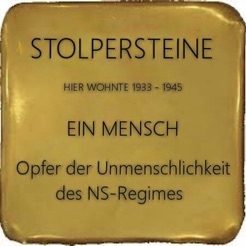 STOLPERSTEINE
HIER WOHNTE 1933 - 1945
EIN MENSCH
Opfer der Unmenschlichkeit
des NS-Regimes